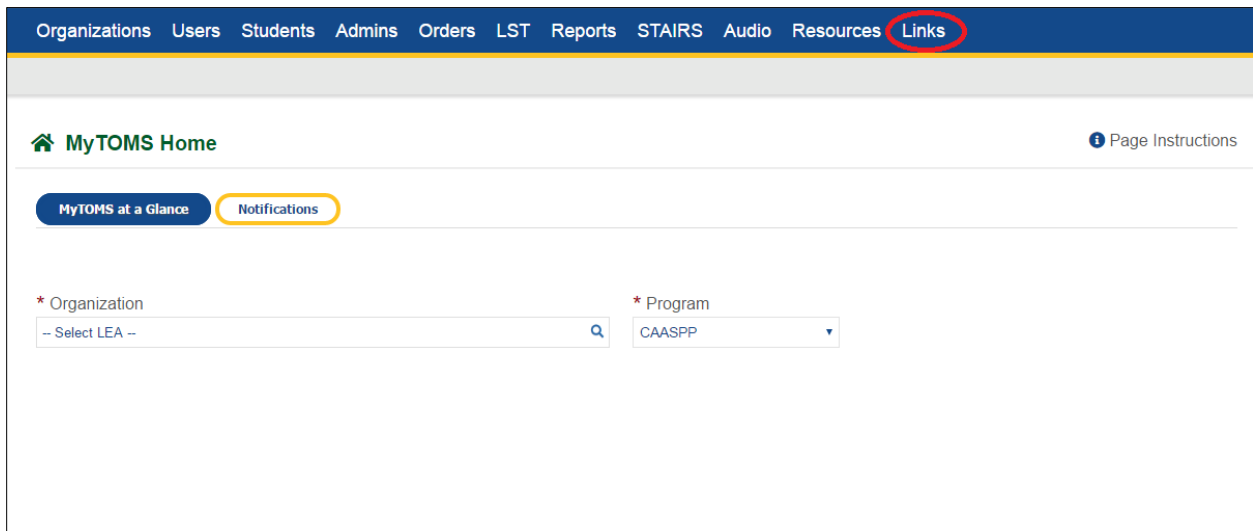 Organizations Users Students Admins Orders LST Reports STAIRS Audio Resources Links
MyTOMS Home
Page Instructions
MyTOMS at a Glance Notifications
* Organization * Program
-- Select LEA -- CAASPP